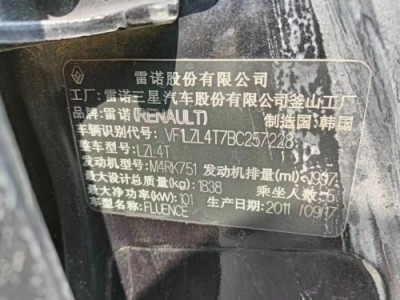 雷诺股份有限公司
工厂:雷诺三星汽车股份有限公司釜山工厂
品牌:雷诺(RENAULT) 制造国:韩国
车辆识别代号:VF1LZL4T7BC257228
整车型号:LZL4T
发动机型号:M4RK751 发动机排量(ml):1997
最大设计总质量(kg):1838 乘坐人数:5
最大净功率(kw):101 生产日期:2011/09/17
车型名称:FLUENCE